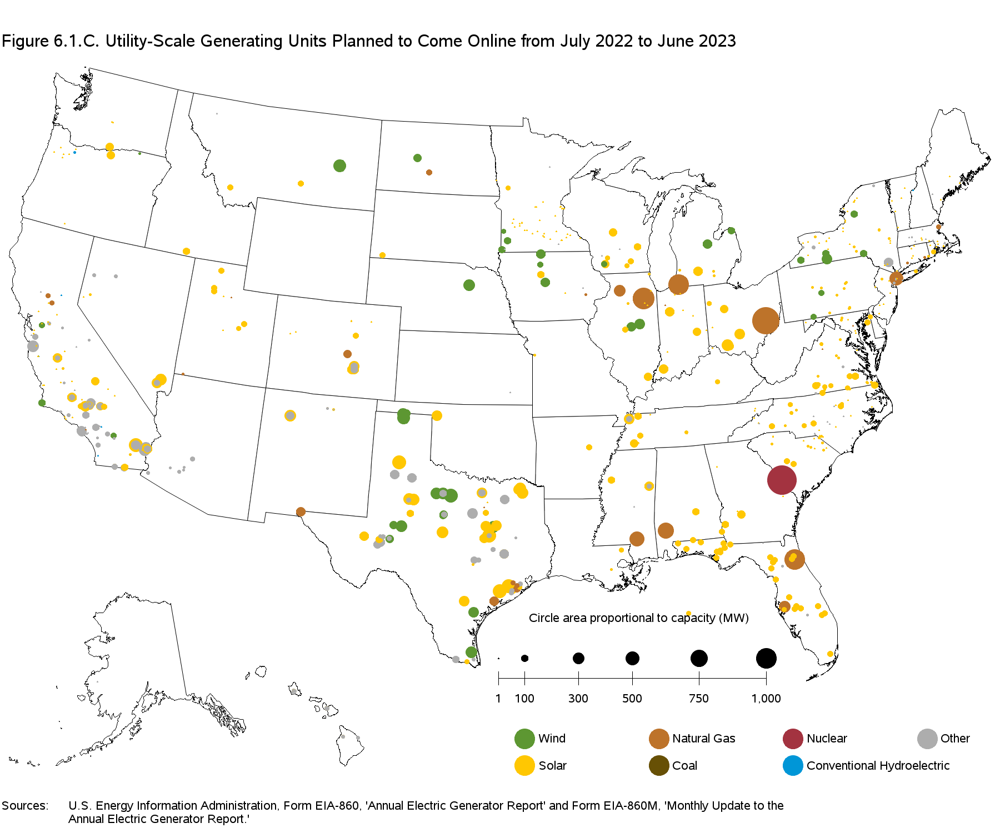 Figure 6.1.C. Utility-Scale Generating Units Planned to Come Online from July 2022 to June 2023
Circle area proportional to capacity (MW)
1 100 300 500 750 1,000
Wind Natural Gas Nuclear Other
Solar Coal Conventional Hydroelectric
Sources: U.S. Energy Information Administration, Form EIA-860, 'Annual Electric Generator Report' and Form EIA-860M, 'Monthly Update to the
Annual Electric Generator Report.'